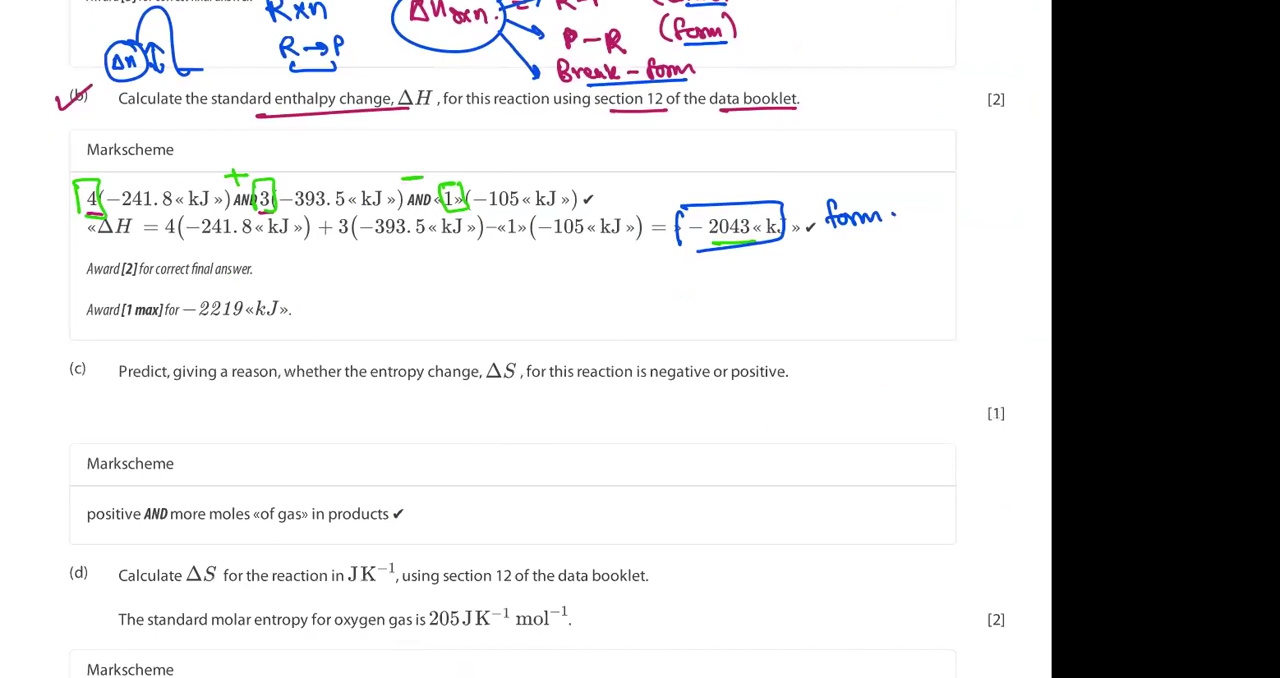 Rxn
R → P
ΔH
ΔHrxn.
P – R (form)
Break – form
(b) Calculate the standard enthalpy change, ΔH , for this reaction using section 12 of the data booklet. [2]
Markscheme
+ –
4(−241.8« kJ ») AND 3(−393.5« kJ ») AND «1»(−105« kJ ») ✔
«ΔH = 4(−241.8« kJ ») + 3(−393.5« kJ »)−«1»(−105« kJ ») = − 2043« k » ✔ form.
Award [2] for correct final answer.
Award [1 max] for −2219 «kJ».
(c) Predict, giving a reason, whether the entropy change, ΔS , for this reaction is negative or positive.
[1]
Markscheme
positive AND more moles «of gas» in products ✔
(d) Calculate ΔS for the reaction in J K⁻¹, using section 12 of the data booklet.
The standard molar entropy for oxygen gas is 205 J K⁻¹ mol⁻¹. [2]
Markscheme